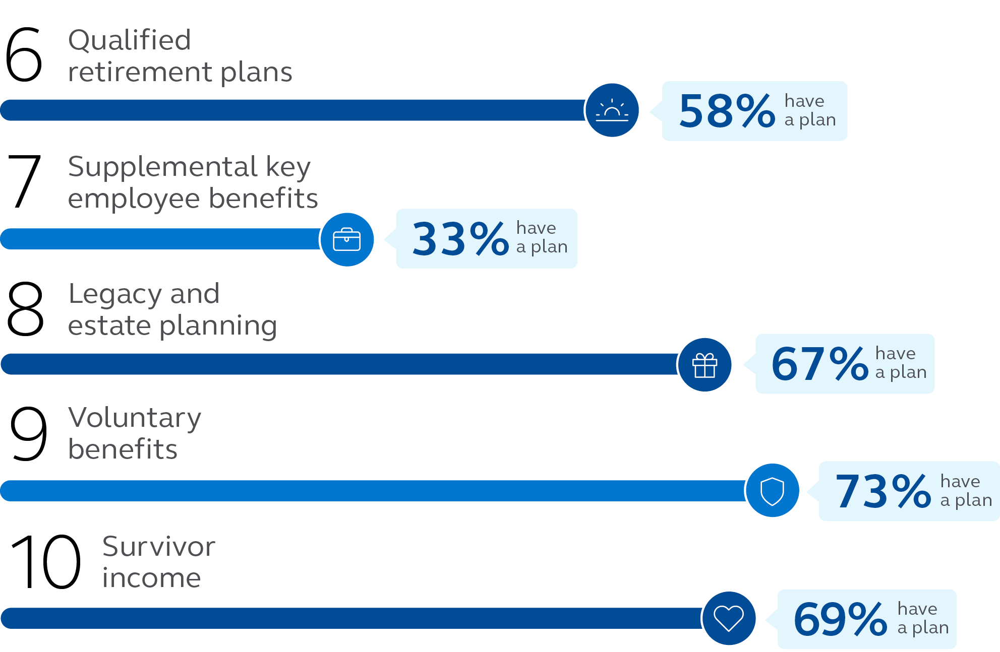 6
Qualified
retirement plans
58%
have
a plan
7
Supplemental key
employee benefits
33%
have
a plan
8
Legacy and
estate planning
67%
have
a plan
9
Voluntary
benefits
73%
have
a plan
10
Survivor
income
69%
have
a plan